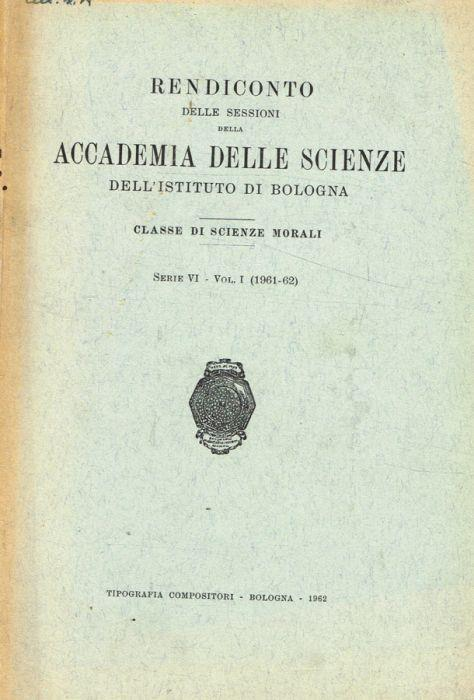 RENDICONTO
DELLE SESSIONI
DELLA
ACCADEMIA DELLE SCIENZE
DELL'ISTITUTO DI BOLOGNA
CLASSE DI SCIENZE MORALI
SERIE VI - VOL. I (1961-62)
TIPOGRAFIA COMPOSITORI - BOLOGNA - 1962